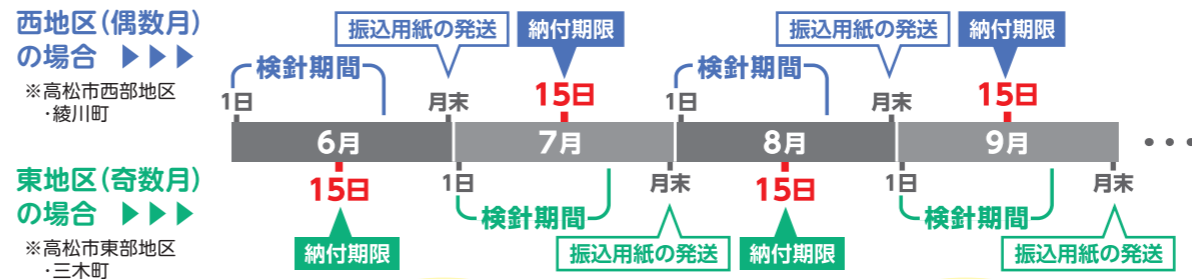 西地区(偶数月)
の場合 ▶▶▶
※高松市西部地区
・綾川町
振込用紙の発送
納付期限
振込用紙の発送
納付期限
検針期間
検針期間
1日
月末
15日
1日
月末
15日
6月
7月
8月
9月
・・・
東地区(奇数月)
の場合 ▶▶▶
※高松市東部地区
・三木町
15日
1日
月末
15日
1日
月末
検針期間
検針期間
納付期限
振込用紙の発送
納付期限
振込用紙の発送